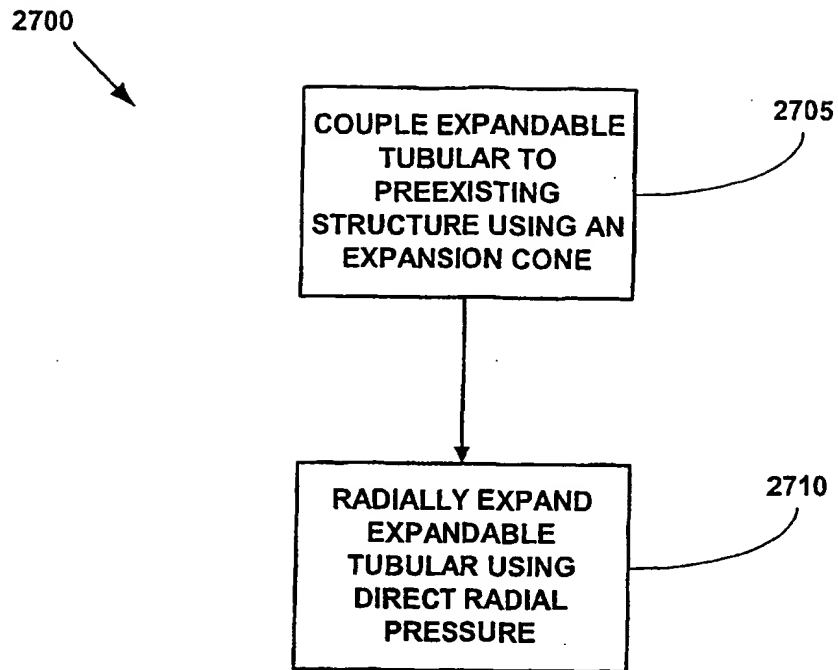 2700
COUPLE EXPANDABLE
TUBULAR TO
PREEXISTING
STRUCTURE USING AN
EXPANSION CONE
2705
RADIALLY EXPAND
EXPANDABLE
TUBULAR USING
DIRECT RADIAL
PRESSURE
2710